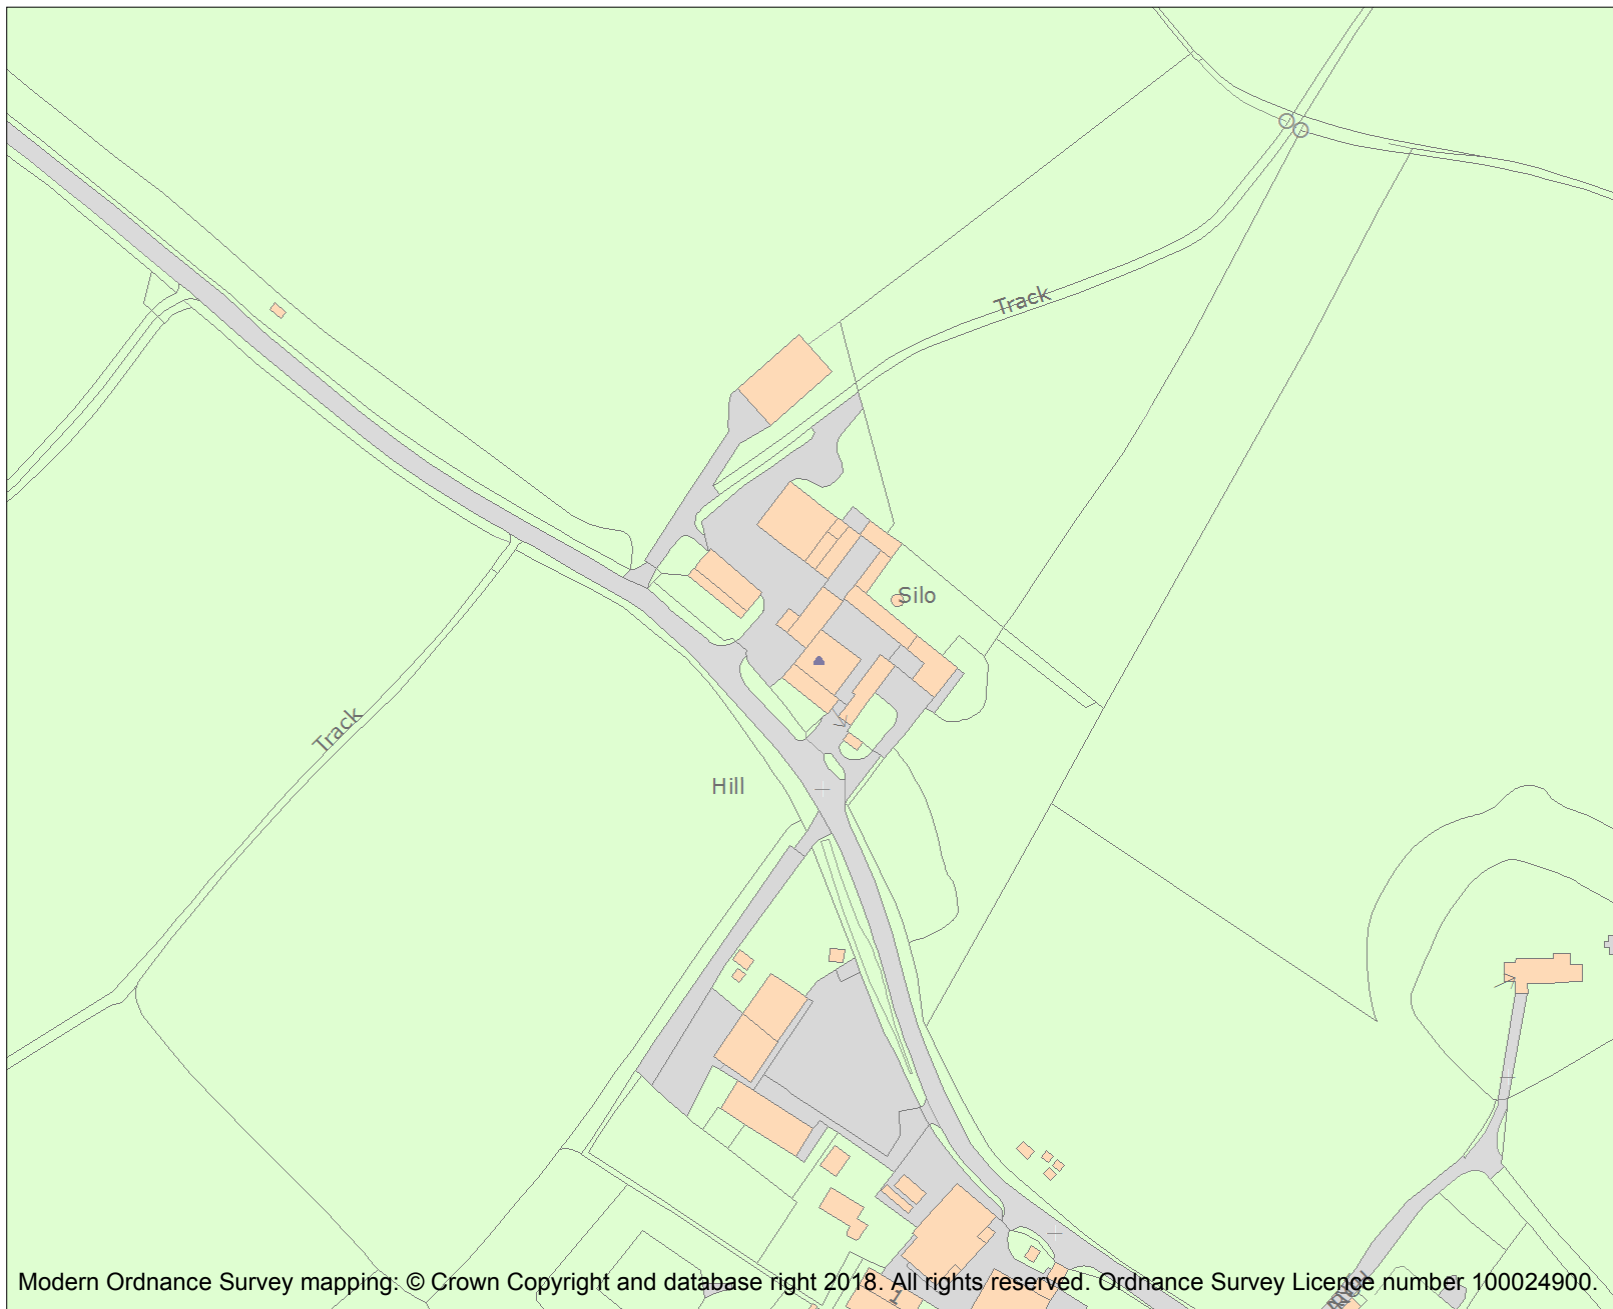 Track
Silo
Track
Hill
1
Modern Ordnance Survey mapping: © Crown Copyright and database right 2018. All rights reserved. Ordnance Survey Licence number 100024900.